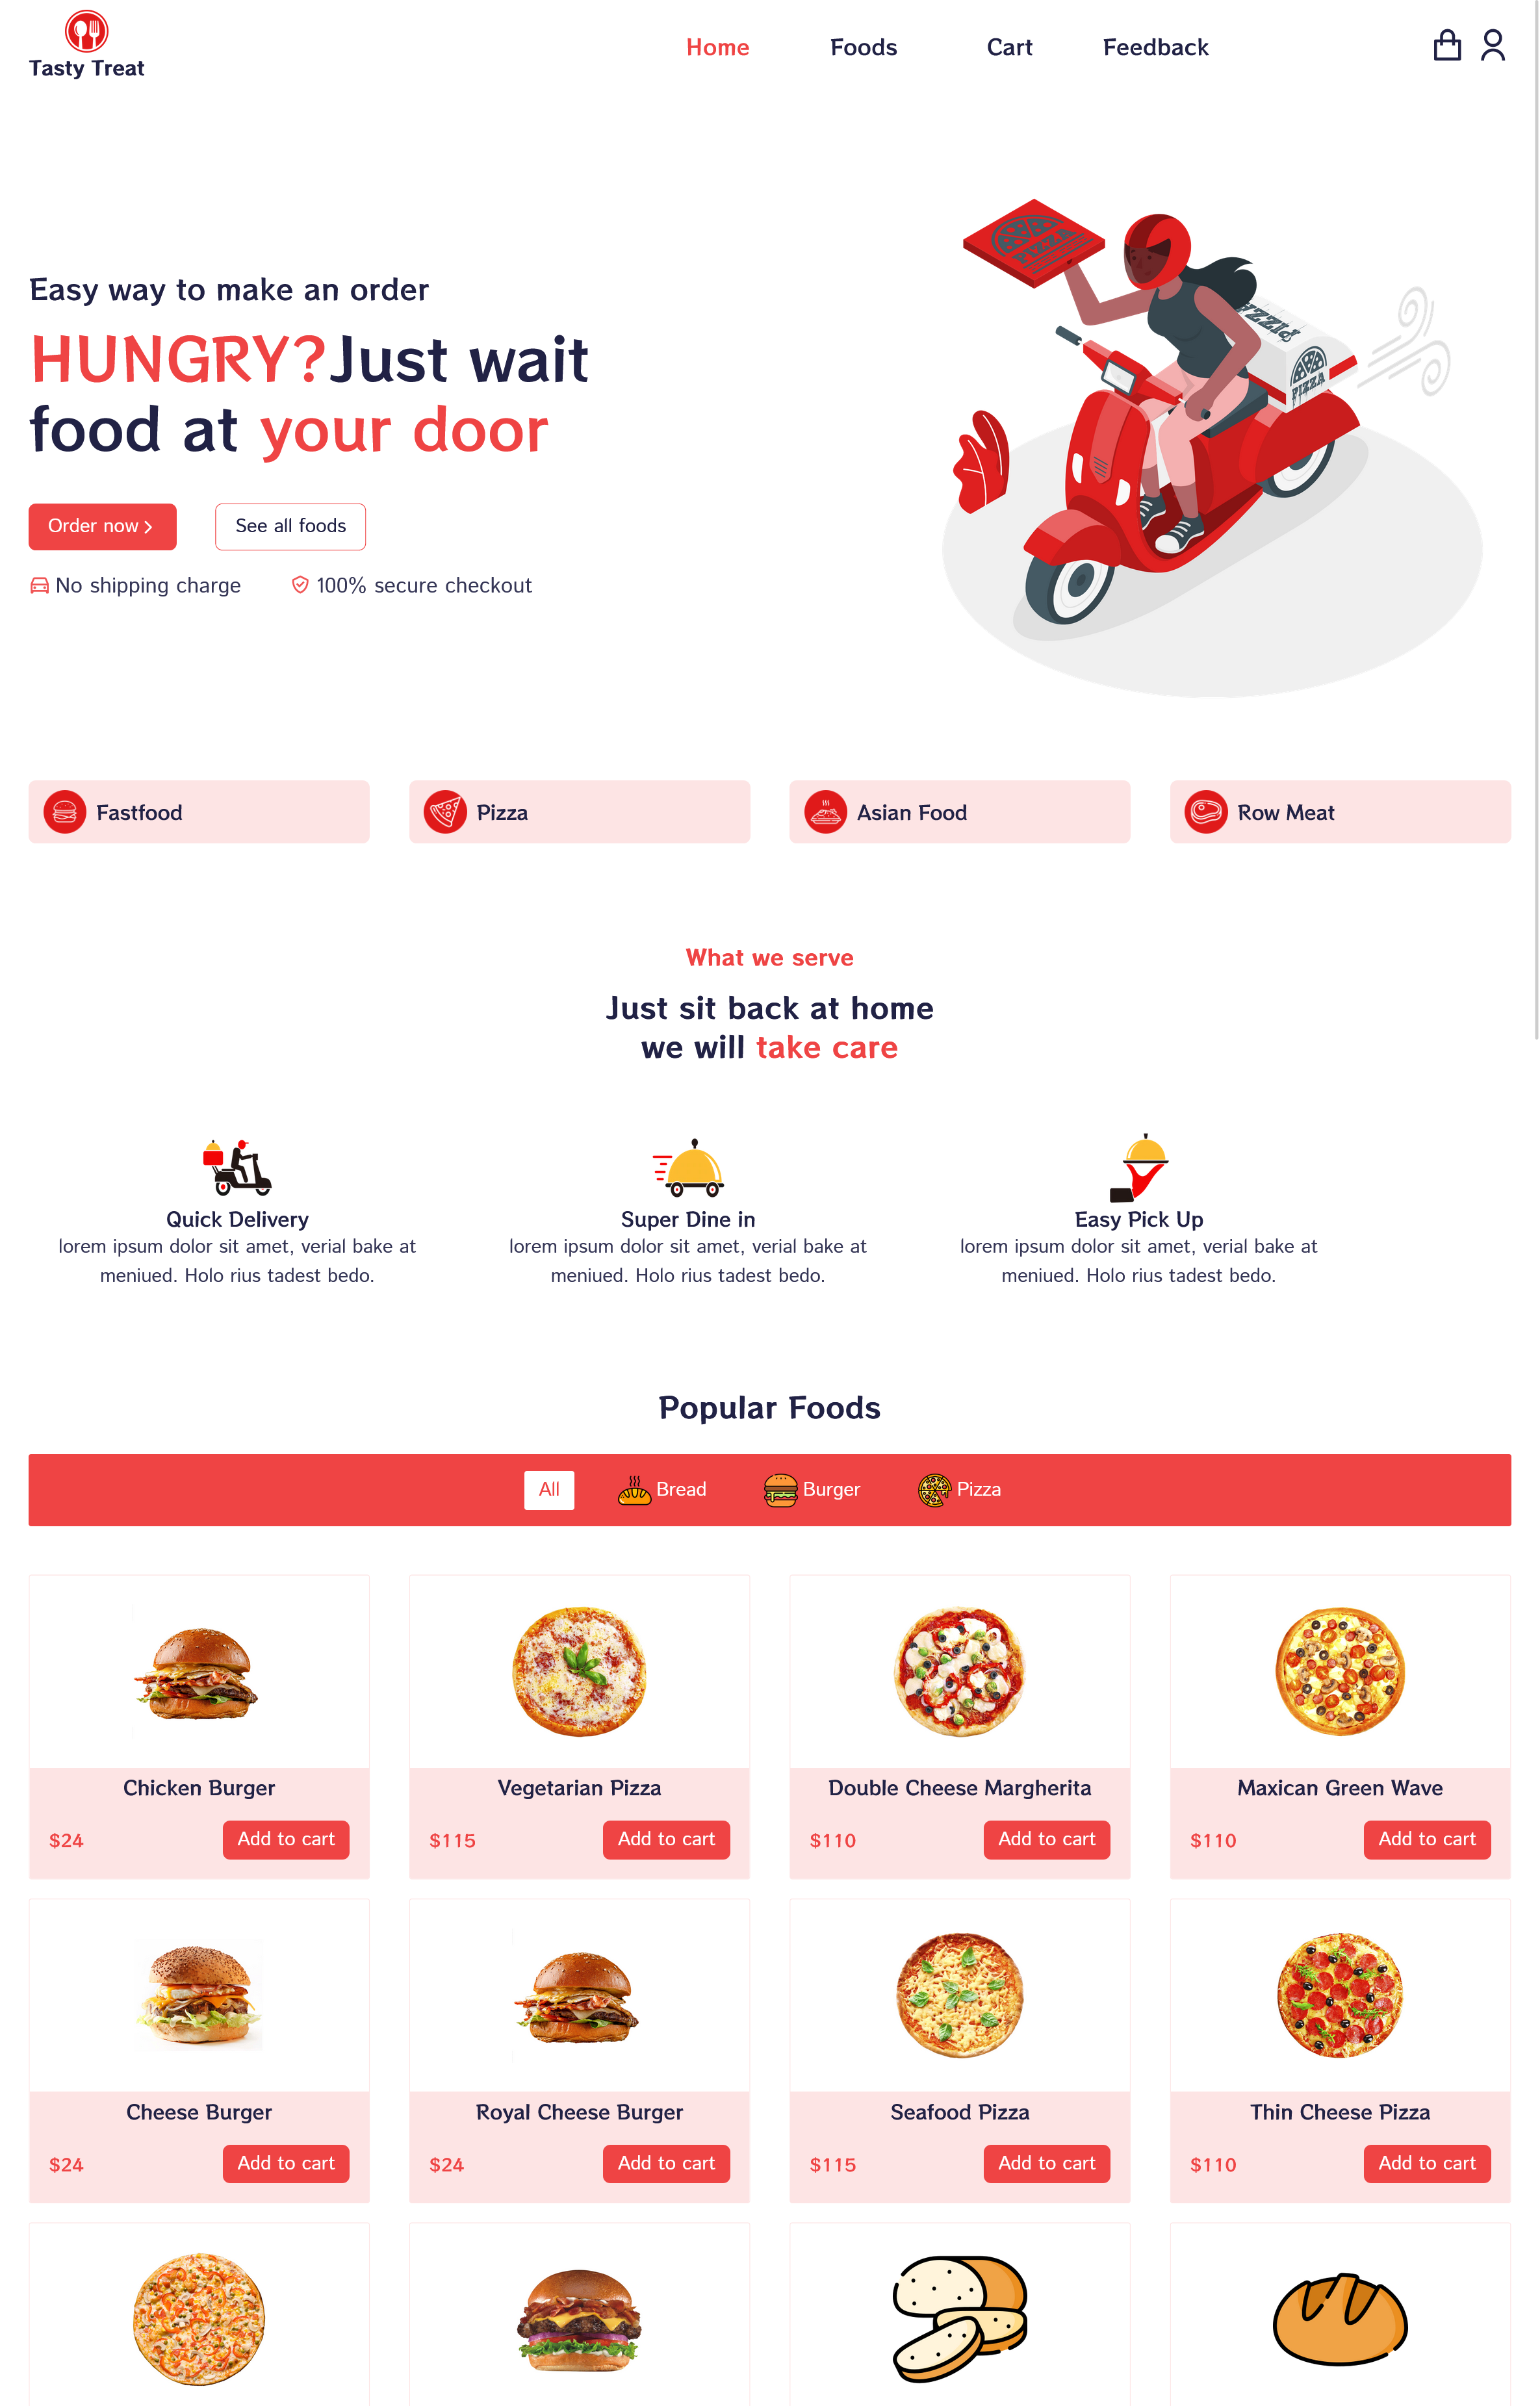 Tasty Treat
Home Foods Cart Feedback
PIZZA
PIZZA
PIZZA
Easy way to make an order
HUNGRY?Just wait
food at your door
Order now
See all foods
No shipping charge
100% secure checkout
Fastfood
Pizza
Asian Food
Row Meat
What we serve
Just sit back at home
we will take care
Quick Delivery
lorem ipsum dolor sit amet, verial bake at
meniued. Holo rius tadest bedo.
Super Dine in
lorem ipsum dolor sit amet, verial bake at
meniued. Holo rius tadest bedo.
Easy Pick Up
lorem ipsum dolor sit amet, verial bake at
meniued. Holo rius tadest bedo.
Popular Foods
All Bread Burger Pizza
Chicken Burger
$24 Add to cart
Vegetarian Pizza
$115 Add to cart
Double Cheese Margherita
$110 Add to cart
Maxican Green Wave
$110 Add to cart
Cheese Burger
$24 Add to cart
Royal Cheese Burger
$24 Add to cart
Seafood Pizza
$115 Add to cart
Thin Cheese Pizza
$110 Add to cart